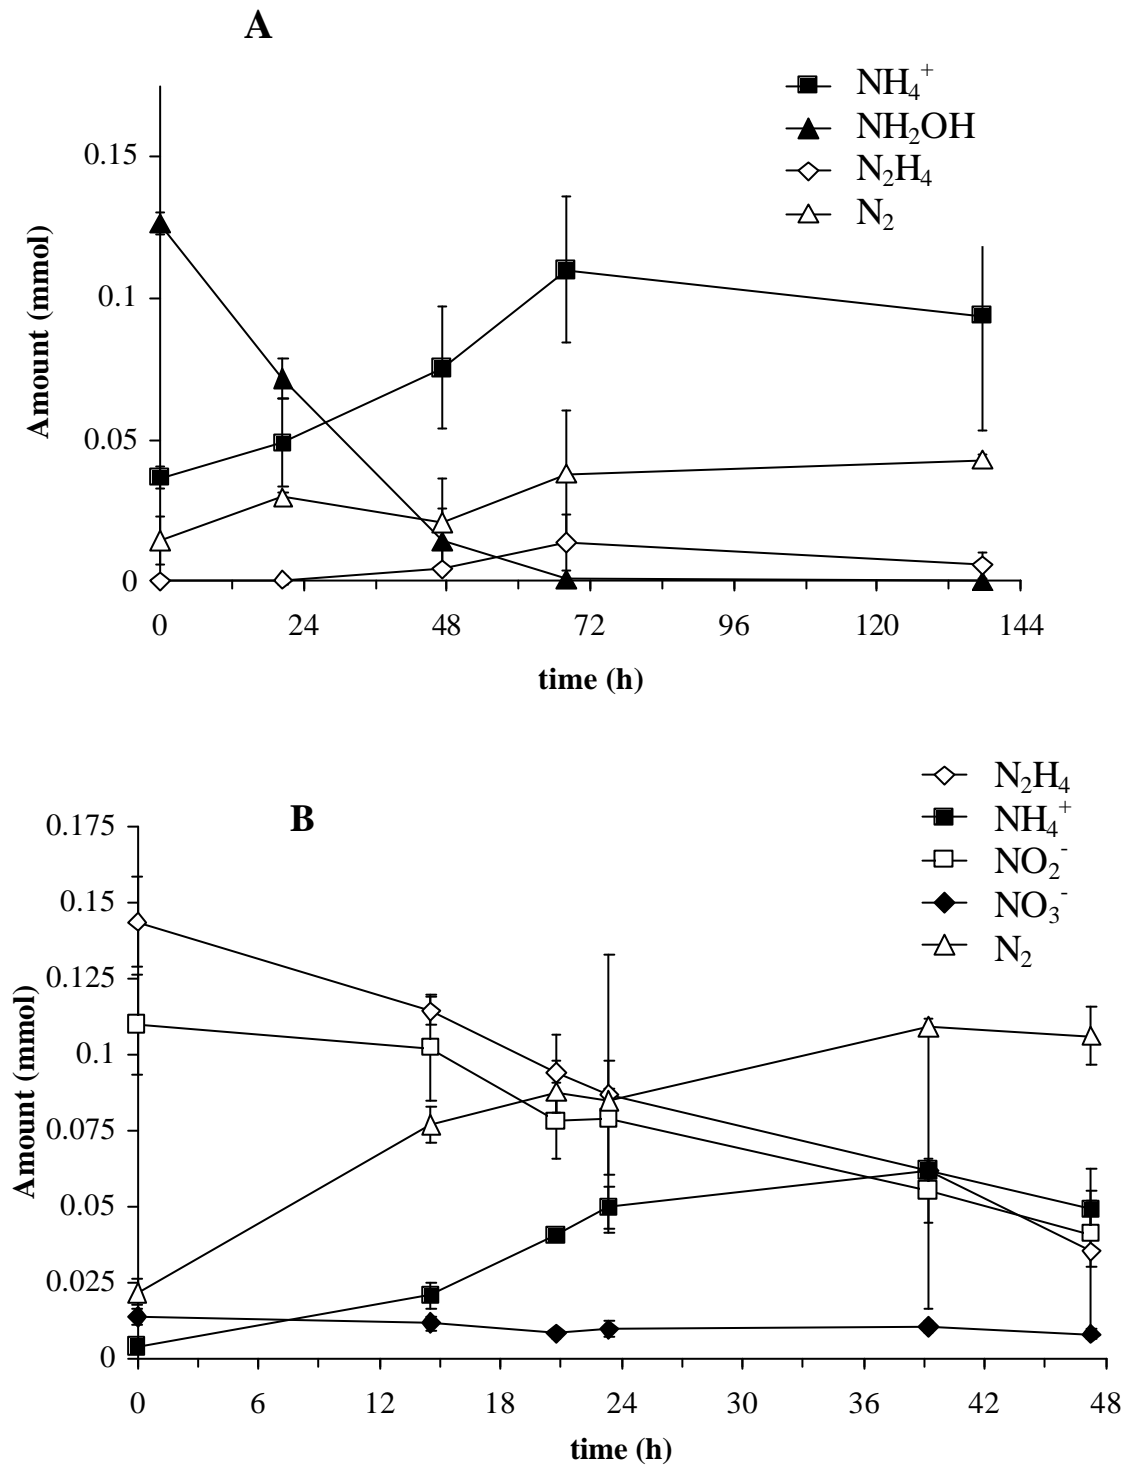 A
NH₄⁺
NH₂OH
N₂H₄
N₂
0.15
0.1
0.05
0
Amount (mmol)
0 24 48 72 96 120 144
time (h)
B
N₂H₄
NH₄⁺
NO₂⁻
NO₃⁻
N₂
0.175
0.15
0.125
0.1
0.075
0.05
0.025
0
Amount (mmol)
0 6 12 18 24 30 36 42 48
time (h)